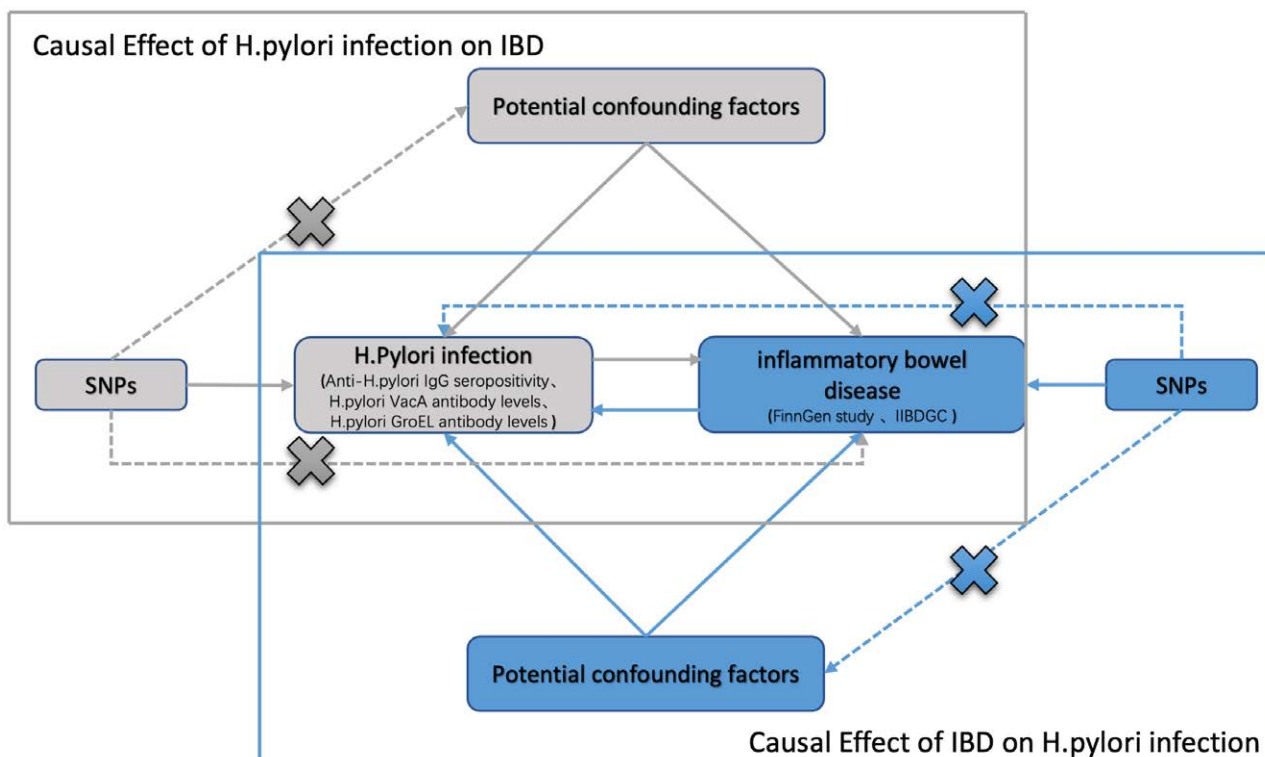 Causal Effect of H.pylori infection on IBD
Potential confounding factors
SNPs
H.Pylori infection
(Anti-H.pylori IgG seropositivity、
H.pylori VacA antibody levels、
H.pylori GroEL antibody levels)
inflammatory bowel
disease
(FinnGen study 、IIBDGC)
SNPs
Potential confounding factors
Causal Effect of IBD on H.pylori infection